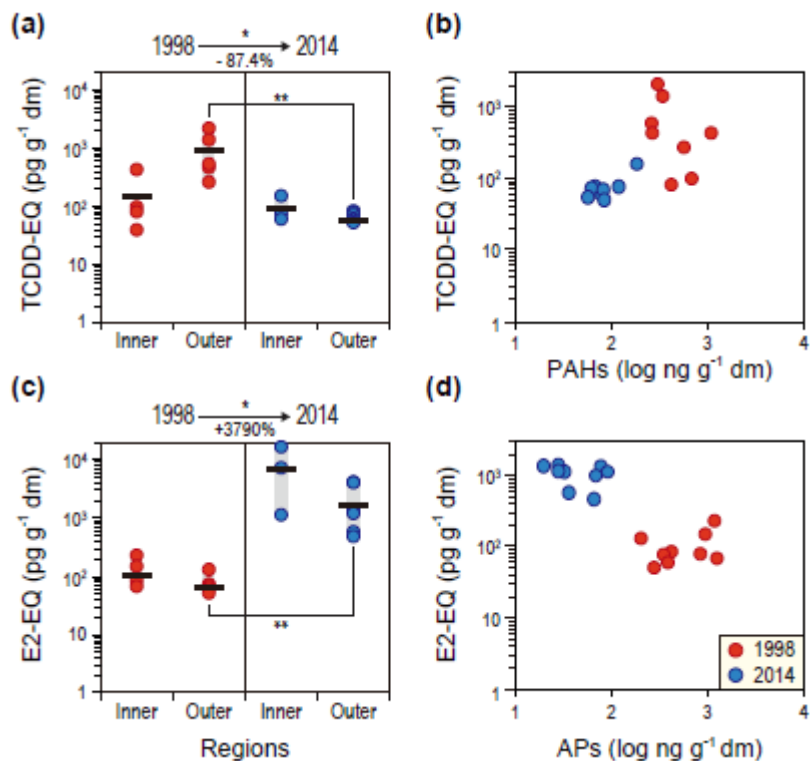 (a)
1998 * 2014
- 87.4%
TCDD-EQ (pg g⁻¹ dm)
10⁴
10³
10²
10
1
**
Inner Outer Inner Outer
(b)
TCDD-EQ (pg g⁻¹ dm)
10³
10²
10
1
1 2 3 4
PAHs (log ng g⁻¹ dm)
(c)
1998 * 2014
+3790%
E2-EQ (pg g⁻¹ dm)
10⁴
10³
10²
10
1
**
Inner Outer Inner Outer
Regions
(d)
E2-EQ (pg g⁻¹ dm)
10³
10²
10
1
1998
2014
1 2 3 4
APs (log ng g⁻¹ dm)